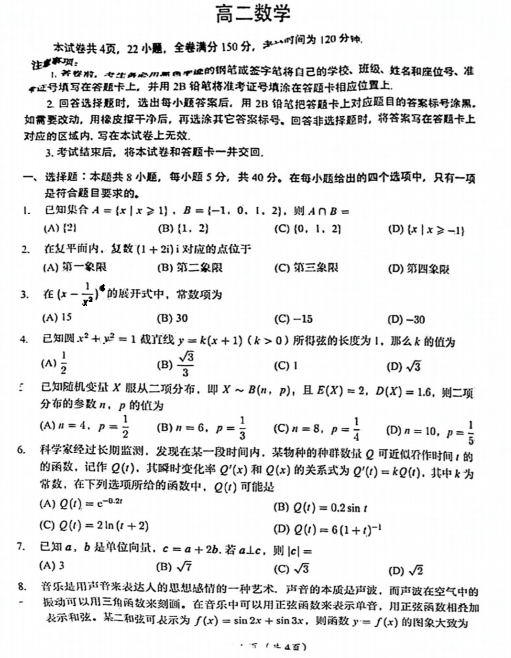 高二数学
本试卷共4页，22小题，全卷满分150分，考试时间为120分钟.
注意事项：
1. 答卷前，考生务必用黑色字迹的钢笔或签字笔将自己的学校、班级、姓名和座位号、准
考证号填写在答题卡上，并用2B铅笔将准考证号填涂在答题卡相应位置上.
2. 回答选择题时，选出每小题答案后，用2B铅笔把答题卡上对应题目的答案标号涂黑。
如需要改动，用橡皮擦干净后，再选涂其它答案标号。回答非选择题时，将答案写在答题卡上
对应的区域内. 写在本试卷上无效.
3. 考试结束后，将本试卷和答题卡一并交回.
一、选择题：本题共8小题，每小题5分，共40分。在每小题给出的四个选项中，只有一项
是符合题目要求的。
1. 已知集合 A = {x | x ⩾ 1}，B = {−1，0，1，2}，则 A ∩ B =
(A) {2} (B) {1，2} (C) {0，1，2} (D) {x | x ⩾ −1}
2. 在复平面内，复数 (1 + 2i) i 对应的点位于
(A) 第一象限 (B) 第二象限 (C) 第三象限 (D) 第四象限
3. 在 (x − 1/x²)⁶ 的展开式中，常数项为
(A) 15 (B) 30 (C) −15 (D) −30
4. 已知圆 x² + y² = 1 截直线 y = k(x + 1)（k > 0）所得弦的长度为 1，那么 k 的值为
(A) 1/2 (B) √3/3 (C) 1 (D) √3
已知随机变量 X 服从二项分布，即 X ∼ B(n，p)，且 E(X) = 2，D(X) = 1.6，则二项
分布的参数 n，p 的值为
(A) n = 4，p = 1/2 (B) n = 6，p = 1/3 (C) n = 8，p = 1/4 (D) n = 10，p = 1/5
6. 科学家经过长期监测，发现在某一段时间内，某物种的种群数量 Q 可近似看作时间 t 的
的函数，记作 Q(t)，其瞬时变化率 Q′(x) 和 Q(x) 的关系式为 Q′(t) = kQ(t)，其中 k 为
常数，在下列选项所给的函数中，Q(t) 可能是
(A) Q(t) = e^−0.2t (B) Q(t) = 0.2 sin t
(C) Q(t) = 2 ln (t + 2) (D) Q(t) = 6 (1 + t)⁻¹
7. 已知 a，b 是单位向量，c = a + 2b. 若 a⊥c，则 |c| =
(A) 3 (B) √7 (C) √3 (D) √2
8. 音乐是用声音来表达人的思想感情的一种艺术. 声音的本质是声波，而声波在空气中的
振动可以用三角函数来刻画。在音乐中可以用正弦函数来表示单音，用正弦函数相叠加
表示和弦。某二和弦可表示为 f(x) = sin 2x + sin 3x，则函数 y = f(x) 的图象大致为